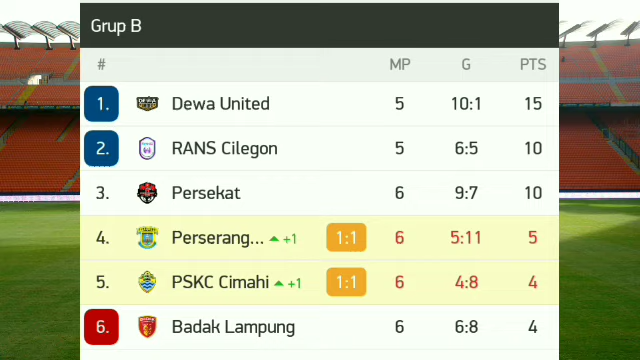 Grup B
# MP G PTS
1. Dewa United 5 10:1 15
2. RANS Cilegon 5 6:5 10
3. Persekat 6 9:7 10
4. Perserang... +1 1:1 6 5:11 5
5. PSKC Cimahi +1 1:1 6 4:8 4
6. Badak Lampung 6 6:8 4